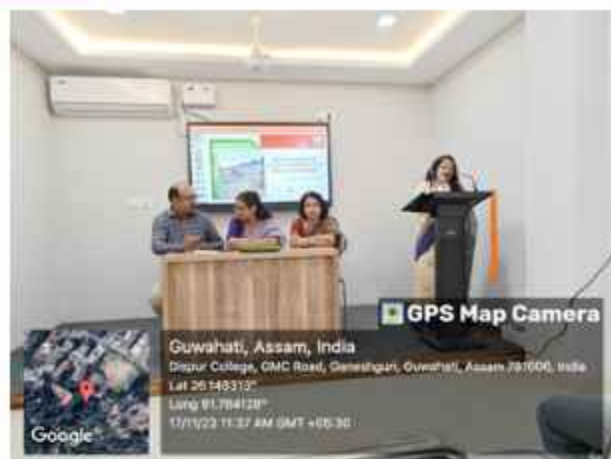 GPS Map Camera
Guwahati, Assam, India
Dispur College, GMC Road, Ganeshguri, Guwahati, Assam 781006, India
Lat 26.148313°
Long 91.784128°
17/11/23 11:37 AM GMT +05:30
Google